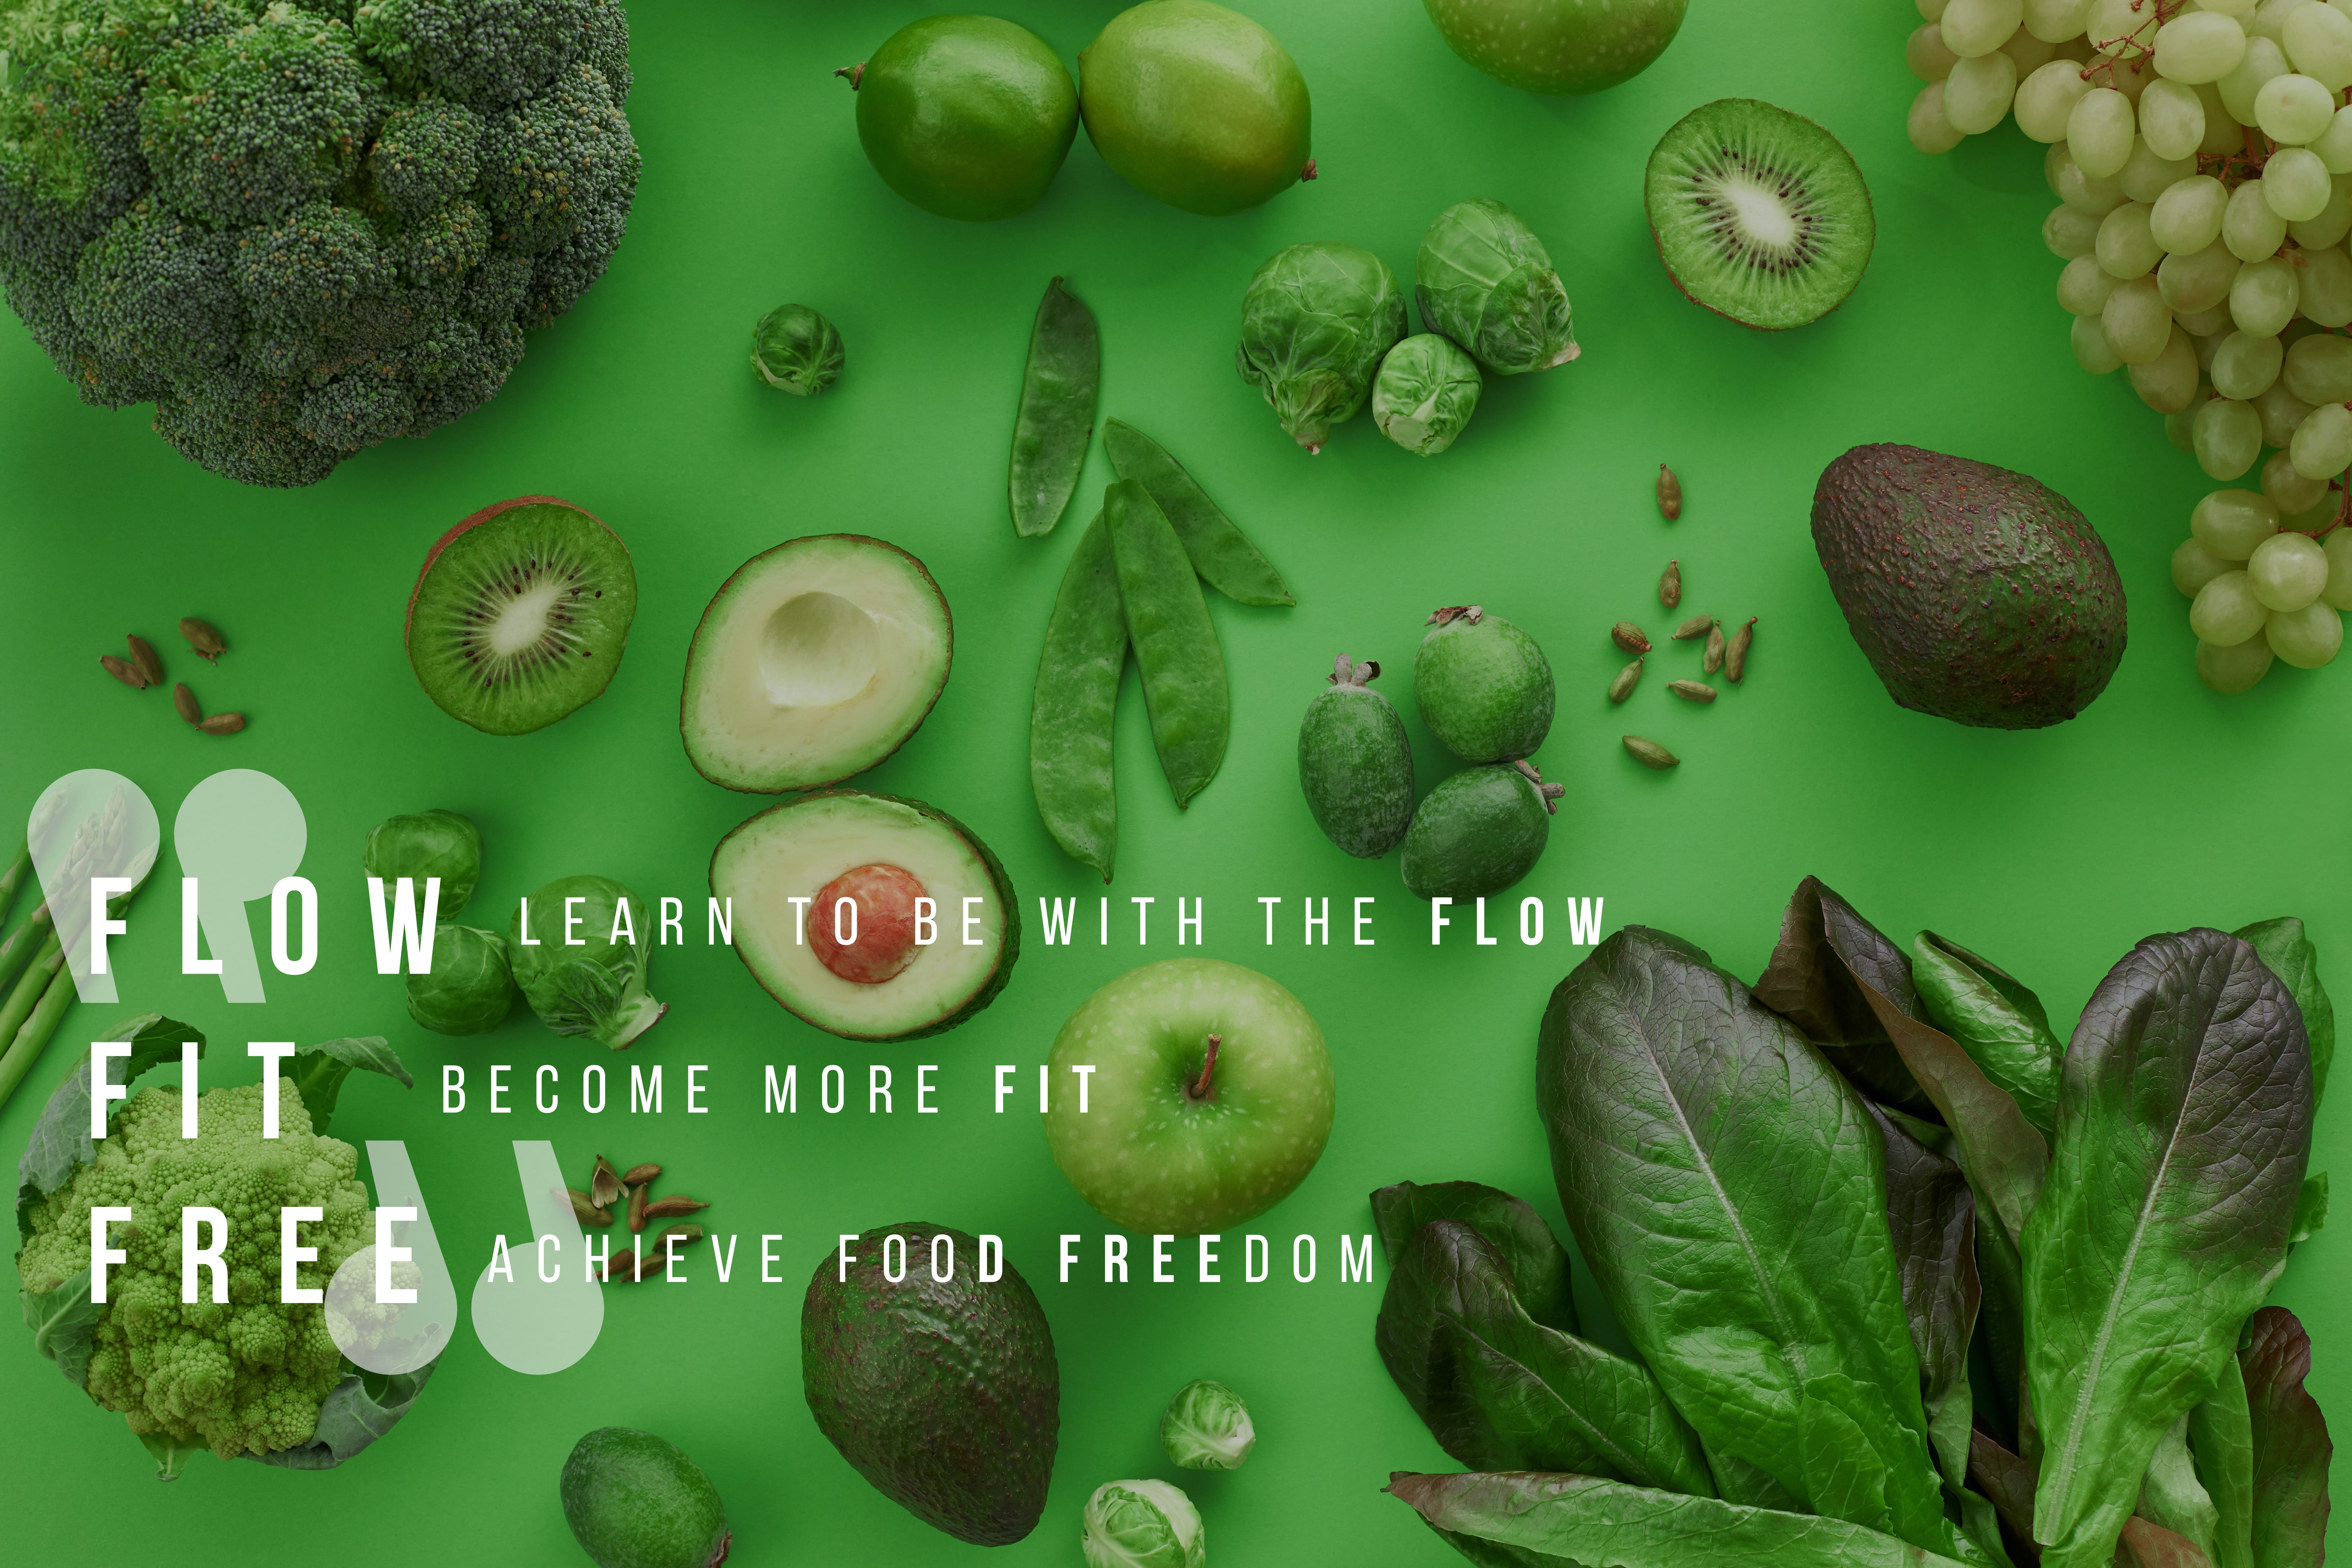 FLOW LEARN TO BE WITH THE FLOW
FIT BECOME MORE FIT
FREE ACHIEVE FOOD FREEDOM